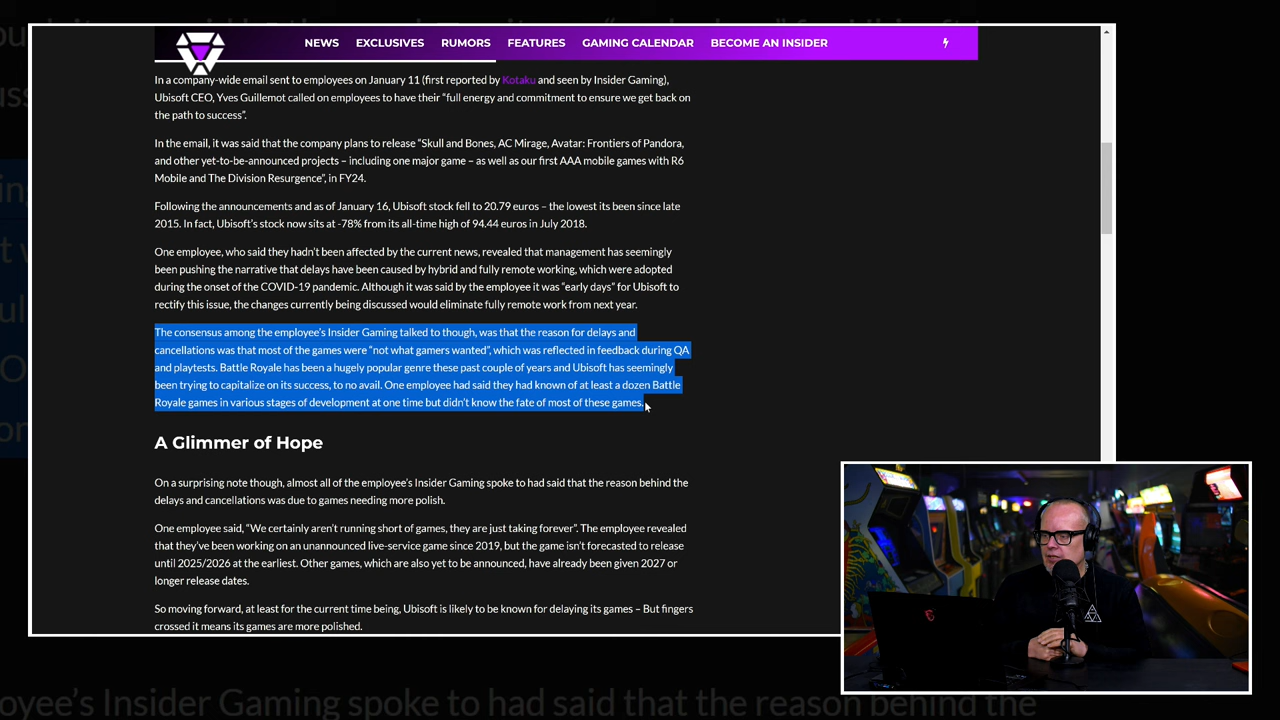 NEWS EXCLUSIVES RUMORS FEATURES GAMING CALENDAR BECOME AN INSIDER
In a company-wide email sent to employees on January 11 (first reported by Kotaku and seen by Insider Gaming),
Ubisoft CEO, Yves Guillemot called on employees to have their “full energy and commitment to ensure we get back on
the path to success”.
In the email, it was said that the company plans to release “Skull and Bones, AC Mirage, Avatar: Frontiers of Pandora,
and other yet-to-be-announced projects – including one major game – as well as our first AAA mobile games with R6
Mobile and The Division Resurgence”, in FY24.
Following the announcements and as of January 16, Ubisoft stock fell to 20.79 euros – the lowest its been since late
2015. In fact, Ubisoft’s stock now sits at -78% from its all-time high of 94.44 euros in July 2018.
One employee, who said they hadn’t been affected by the current news, revealed that management has seemingly
been pushing the narrative that delays have been caused by hybrid and fully remote working, which were adopted
during the onset of the COVID-19 pandemic. Although it was said by the employee it was “early days” for Ubisoft to
rectify this issue, the changes currently being discussed would eliminate fully remote work from next year.
The consensus among the employee’s Insider Gaming talked to though, was that the reason for delays and
cancellations was that most of the games were “not what gamers wanted”, which was reflected in feedback during QA
and playtests. Battle Royale has been a hugely popular genre these past couple of years and Ubisoft has seemingly
been trying to capitalize on its success, to no avail. One employee had said they had known of at least a dozen Battle
Royale games in various stages of development at one time but didn’t know the fate of most of these games.
A Glimmer of Hope
On a surprising note though, almost all of the employee’s Insider Gaming spoke to had said that the reason behind the
delays and cancellations was due to games needing more polish.
One employee said, “We certainly aren’t running short of games, they are just taking forever”. The employee revealed
that they’ve been working on an unannounced live-service game since 2019, but the game isn’t forecasted to release
until 2025/2026 at the earliest. Other games, which are also yet to be announced, have already been given 2027 or
longer release dates.
So moving forward, at least for the current time being, Ubisoft is likely to be known for delaying its games – But fingers
crossed it means its games are more polished.
oyee’s Insider Gaming spoke to had said that the reason behind the